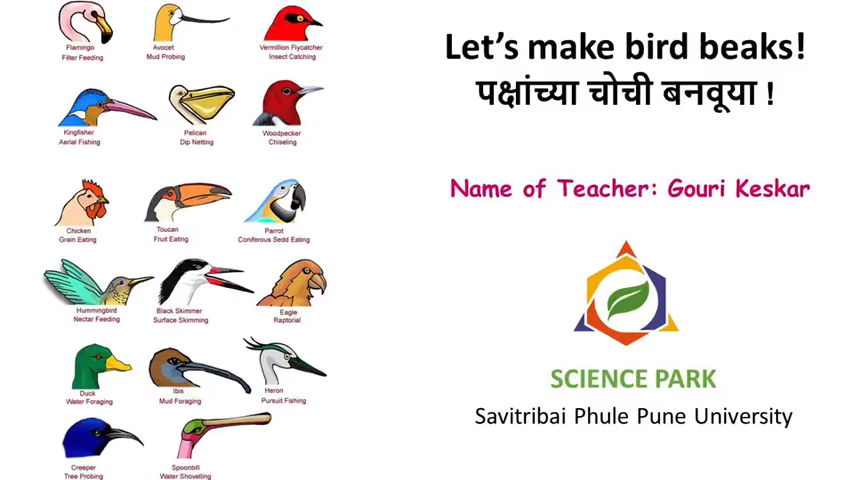 Flamingo
Filter Feeding
Avocet
Mud Probing
Vermillion Flycatcher
Insect Catching
Kingfisher
Aerial Fishing
Pelican
Dip Netting
Woodpecker
Chiseling
Chicken
Grain Eating
Toucan
Fruit Eating
Parrot
Coniferous Sedd Eating
Hummingbird
Nectar Feeding
Black Skimmer
Surface Skimming
Eagle
Raptorial
Duck
Water Foraging
Ibis
Mud Foraging
Heron
Pursuit Fishing
Creeper
Tree Probing
Spoonbill
Water Shovelling
Let's make bird beaks!
पक्षांच्या चोची बनवूया !
Name of Teacher: Gouri Keskar
SCIENCE PARK
Savitribai Phule Pune University